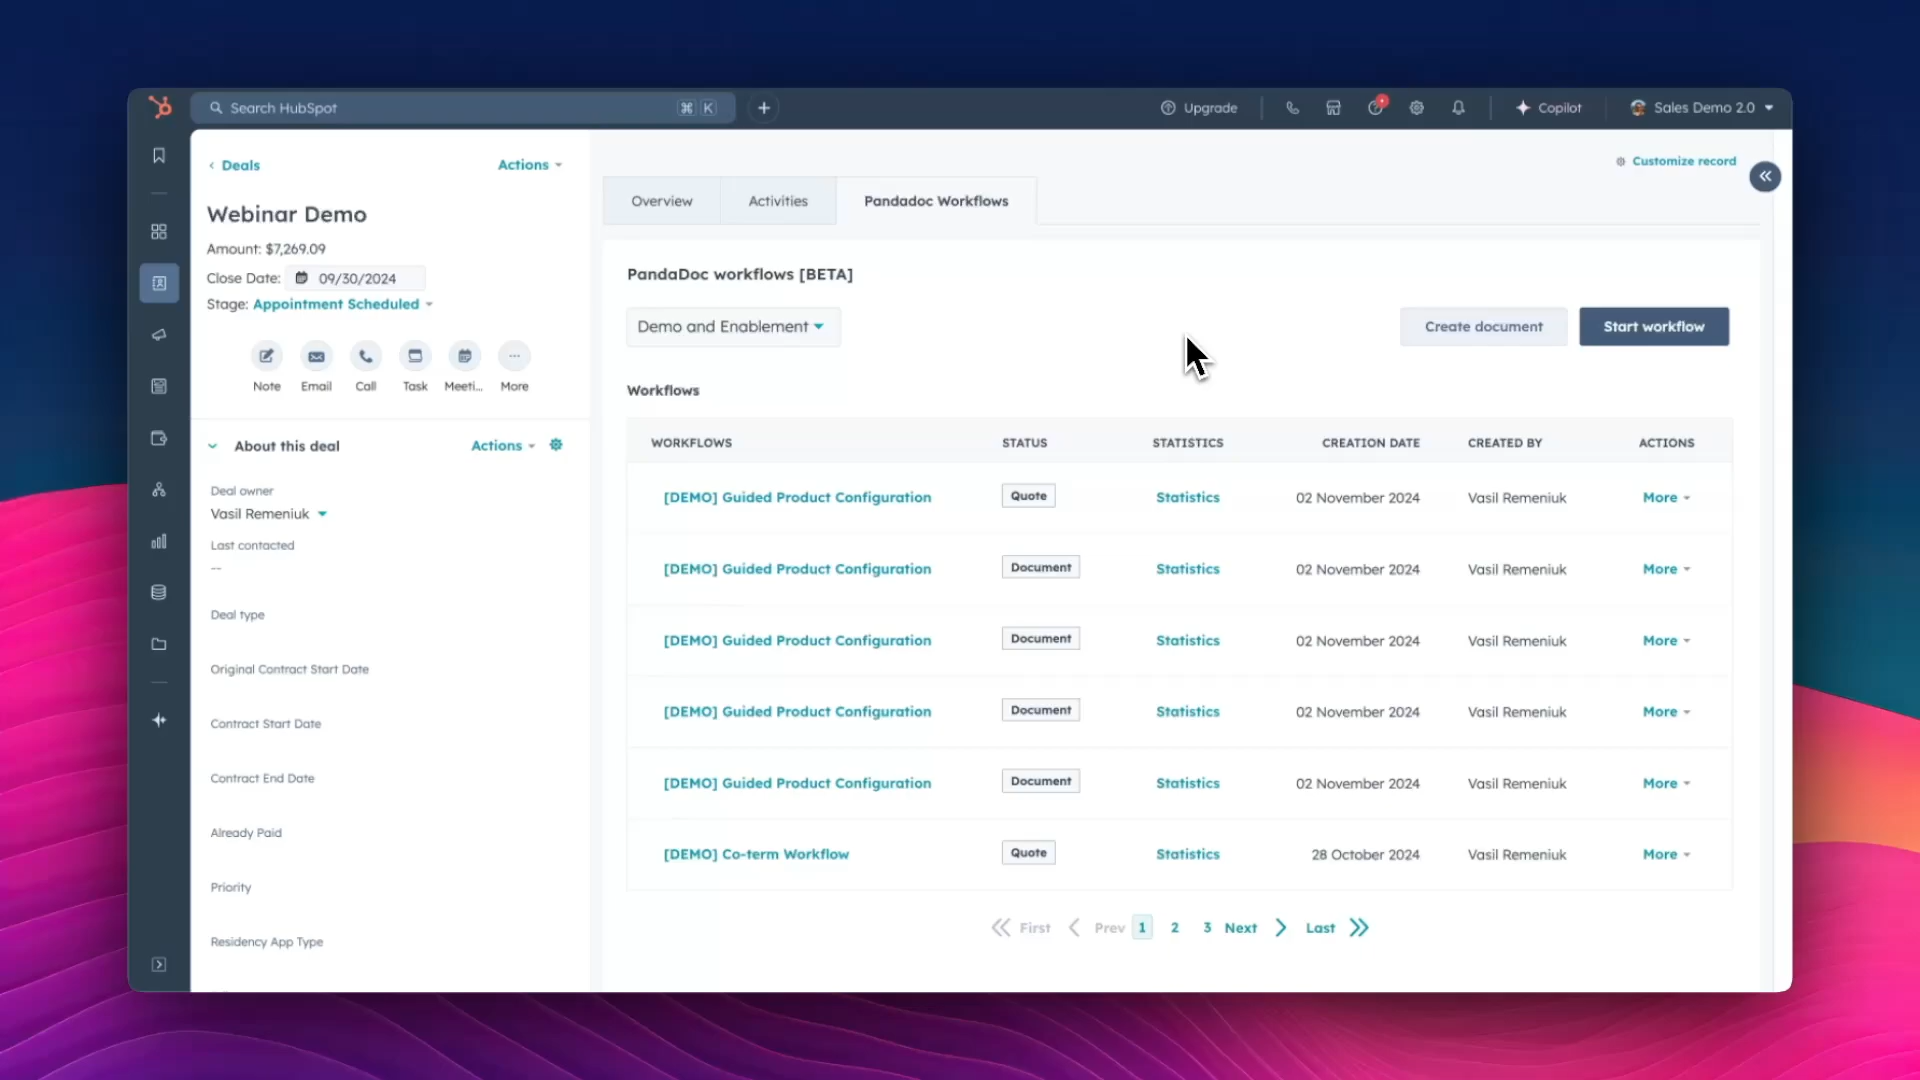 Search HubSpot
⌘ K
Upgrade
Copilot
Sales Demo 2.0
Deals
Actions
Webinar Demo
Amount: $7,269.09
Close Date: 09/30/2024
Stage: Appointment Scheduled
Note
Email
Call
Task
Meeti...
More
About this deal
Actions
Deal owner
Vasil Remeniuk
Last contacted
--
Deal type
Original Contract Start Date
Contract Start Date
Contract End Date
Already Paid
Priority
Residency App Type
Customize record
Overview
Activities
Pandadoc Workflows
PandaDoc workflows [BETA]
Demo and Enablement
Create document
Start workflow
Workflows
WORKFLOWS STATUS STATISTICS CREATION DATE CREATED BY ACTIONS
[DEMO] Guided Product Configuration Quote Statistics 02 November 2024 Vasil Remeniuk More
[DEMO] Guided Product Configuration Document Statistics 02 November 2024 Vasil Remeniuk More
[DEMO] Guided Product Configuration Document Statistics 02 November 2024 Vasil Remeniuk More
[DEMO] Guided Product Configuration Document Statistics 02 November 2024 Vasil Remeniuk More
[DEMO] Guided Product Configuration Document Statistics 02 November 2024 Vasil Remeniuk More
[DEMO] Co-term Workflow Quote Statistics 28 October 2024 Vasil Remeniuk More
First Prev 1 2 3 Next Last